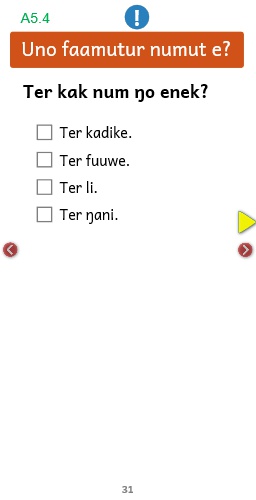 A5.4
!
Uno faamutur numut e?
Ter kak num ŋo enek?
Ter kadike.
Ter fuuwe.
Ter li.
Ter ŋani.
31